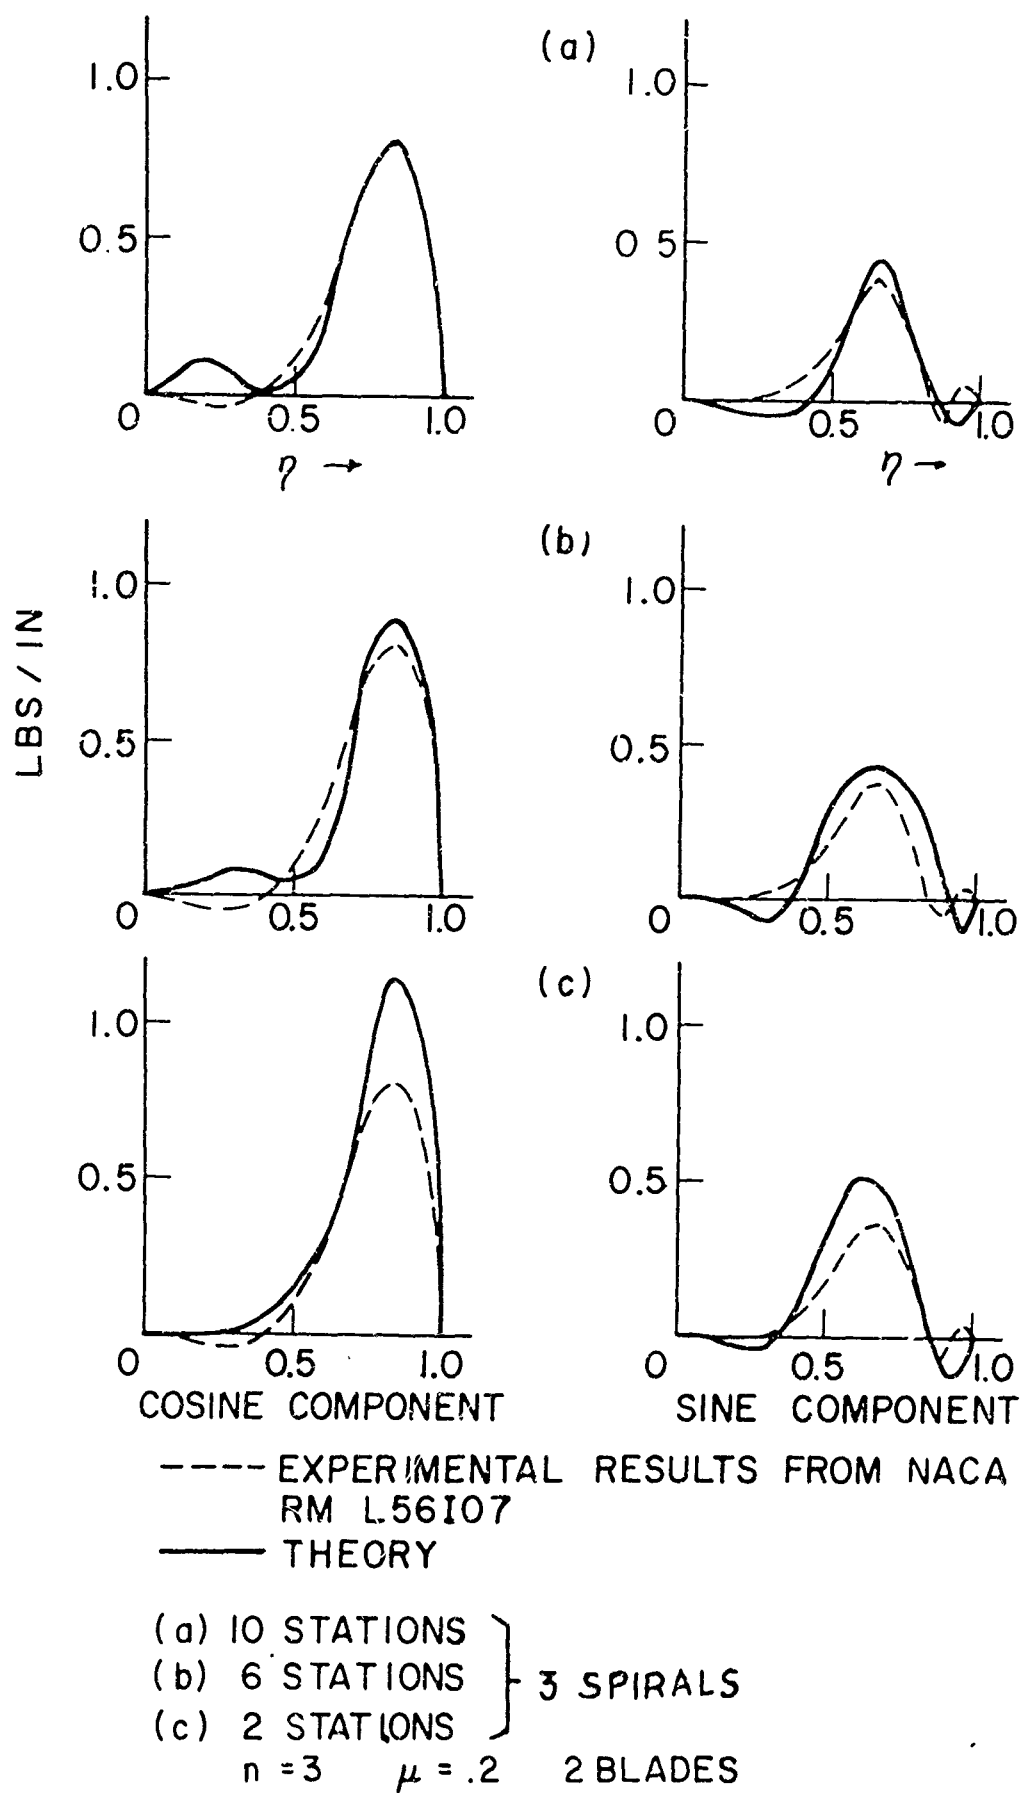 (a)
1.0
0.5
0
0.5
1.0
η →
1.0
0 5
0
0.5
1.0
η →
LBS / IN
(b)
1.0
0.5
0
0.5
1.0
1.0
0.5
0
0.5
1.0
(c)
1.0
0.5
0
0.5
1.0
COSINE COMPONENT
1.0
0.5
0
0.5
1.0
SINE COMPONENT
---- EXPERIMENTAL RESULTS FROM NACA
RM L56I07
—— THEORY
(a) 10 STATIONS
(b) 6 STATIONS
(c) 2 STATIONS
3 SPIRALS
n = 3 μ = .2 2 BLADES